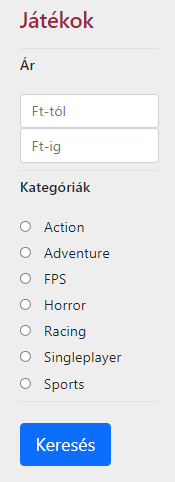 Játékok
Ár
Ft-tól
Ft-ig
Kategóriák
Action
Adventure
FPS
Horror
Racing
Singleplayer
Sports
Keresés